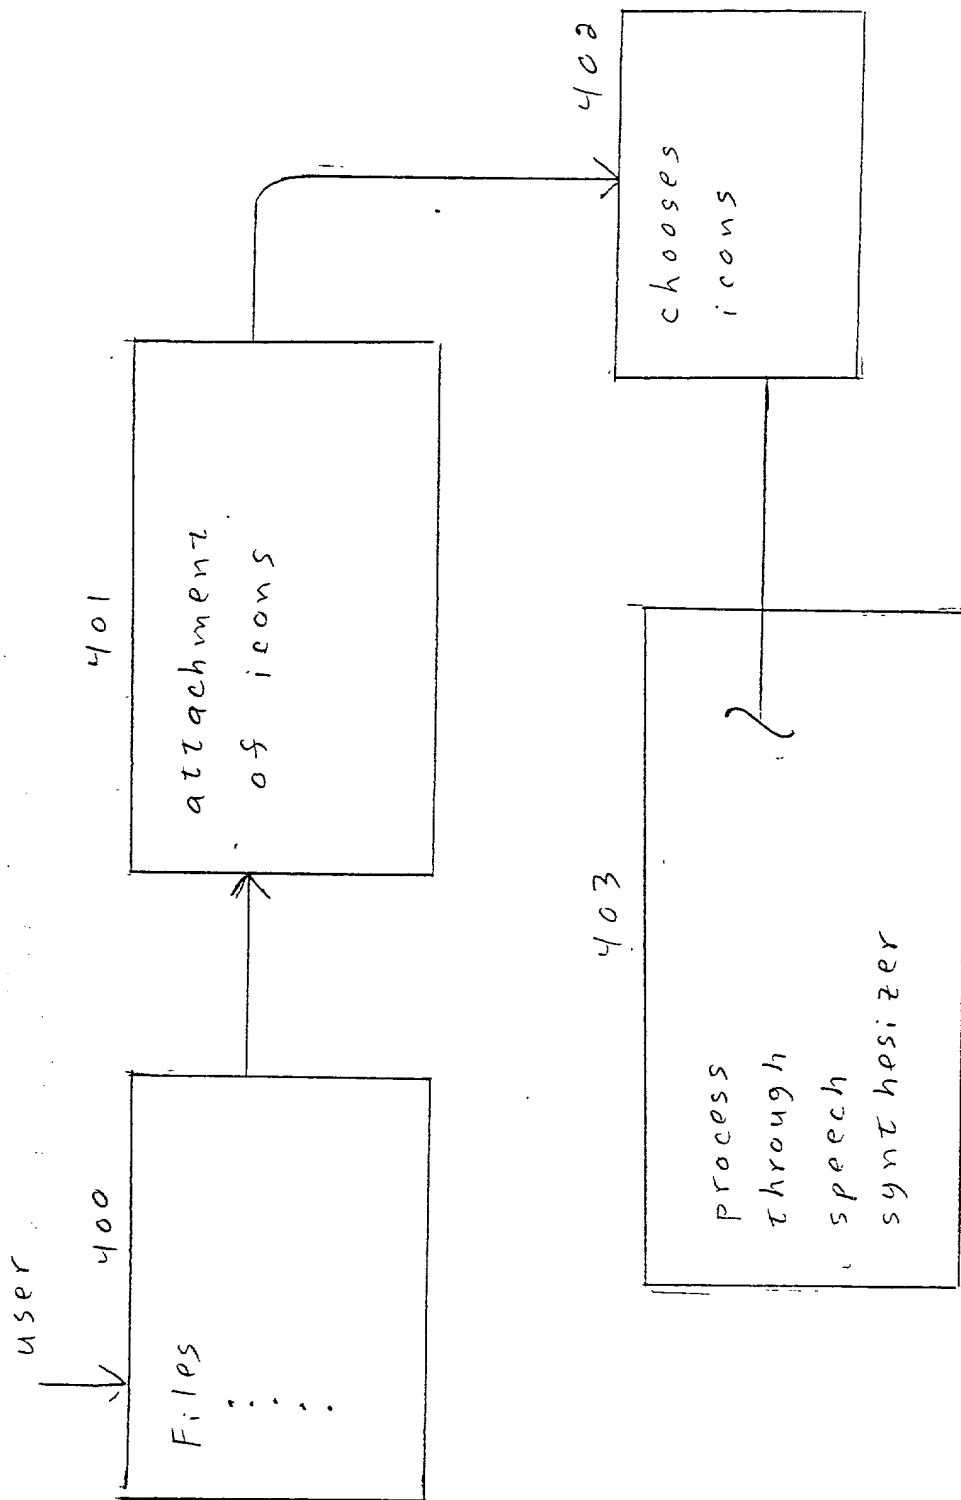 user
400
Files
401
attachment
of icons
402
chooses
icons
403
process
through
speech
synthesizer